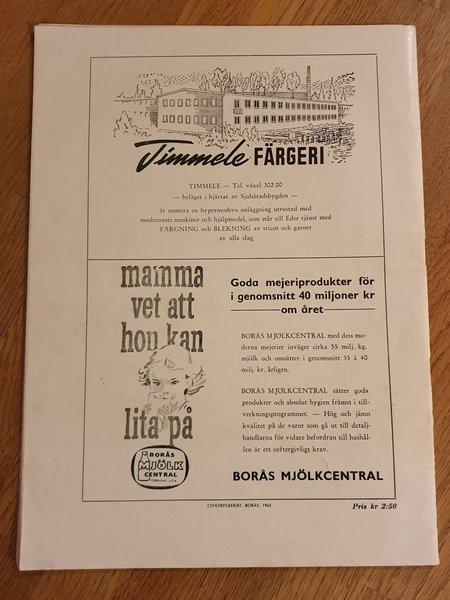 Timmele FÄRGERI
TIMMELE — Tel. växel 302 00
— beläget i hjärtat av Sjuhäradsbygden —
är numera en hypermodern anläggning utrustad med
modernaste maskiner och hjälpmedel, som står till Eder tjänst med
FÄRGNING och BLEKNING av tricot och garner
av alla slag
mamma
vet att
hon kan
lita på
BORÅS
MJÖLK
CENTRAL
Goda mejeriprodukter för
i genomsnitt 40 miljoner kr
om året
BORÅS MJÖLKCENTRAL med dess mo-
derna mejerier inväger cirka 55 milj. kg.
mjölk och omsätter i genomsnitt 35 à 40
milj. kr. årligen.
BORÅS MJÖLKCENTRAL sätter goda
produkter och absolut hygien främst i till-
verkningsprogrammet. — Hög och jämn
kvalitet på de varor som gå ut till detalj-
handlarna för vidare befordran till hushål-
len är ett oeftergivligt krav.
BORÅS MJÖLKCENTRAL
CIVILTRYCKERIET, BORÅS, 1962
Pris kr 2:50